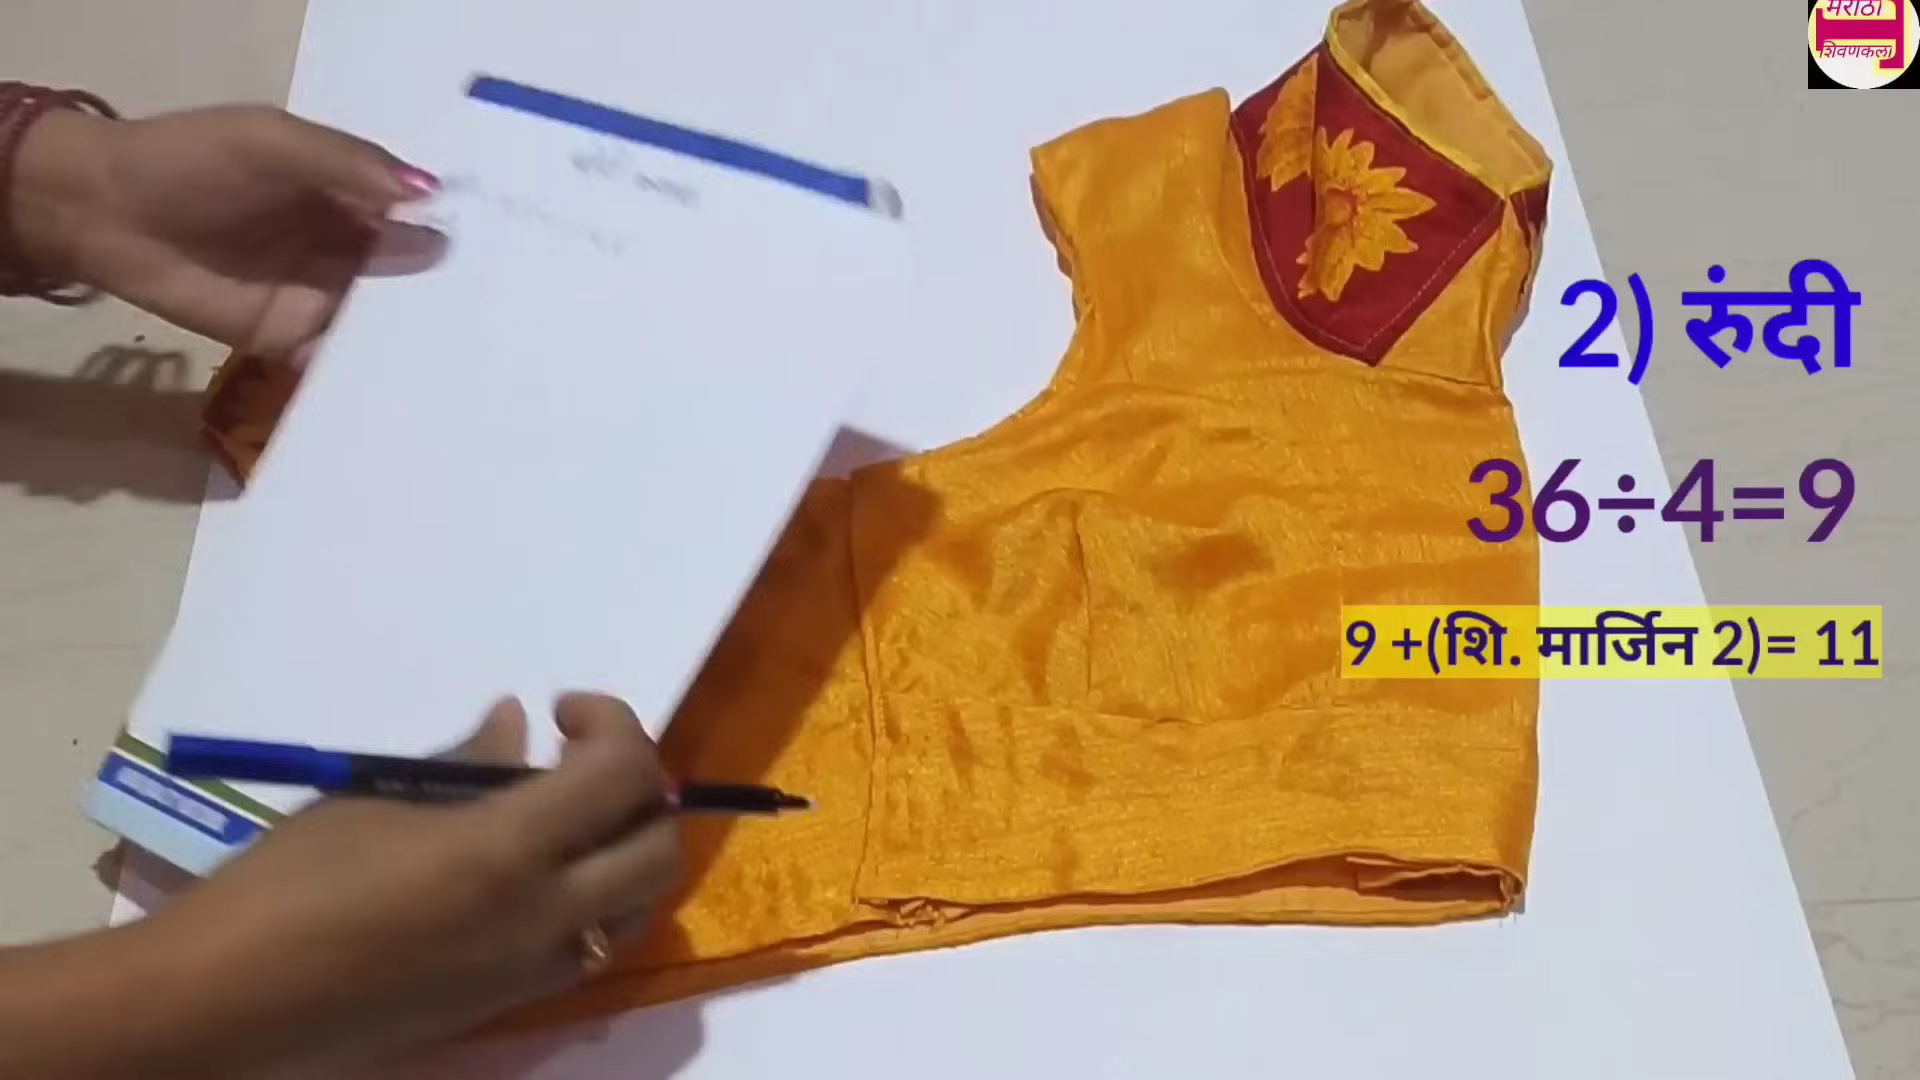 मराठी
शिवणकला
2) रुंदी
36÷4=9
9 +(शि. मार्जिन 2)= 11